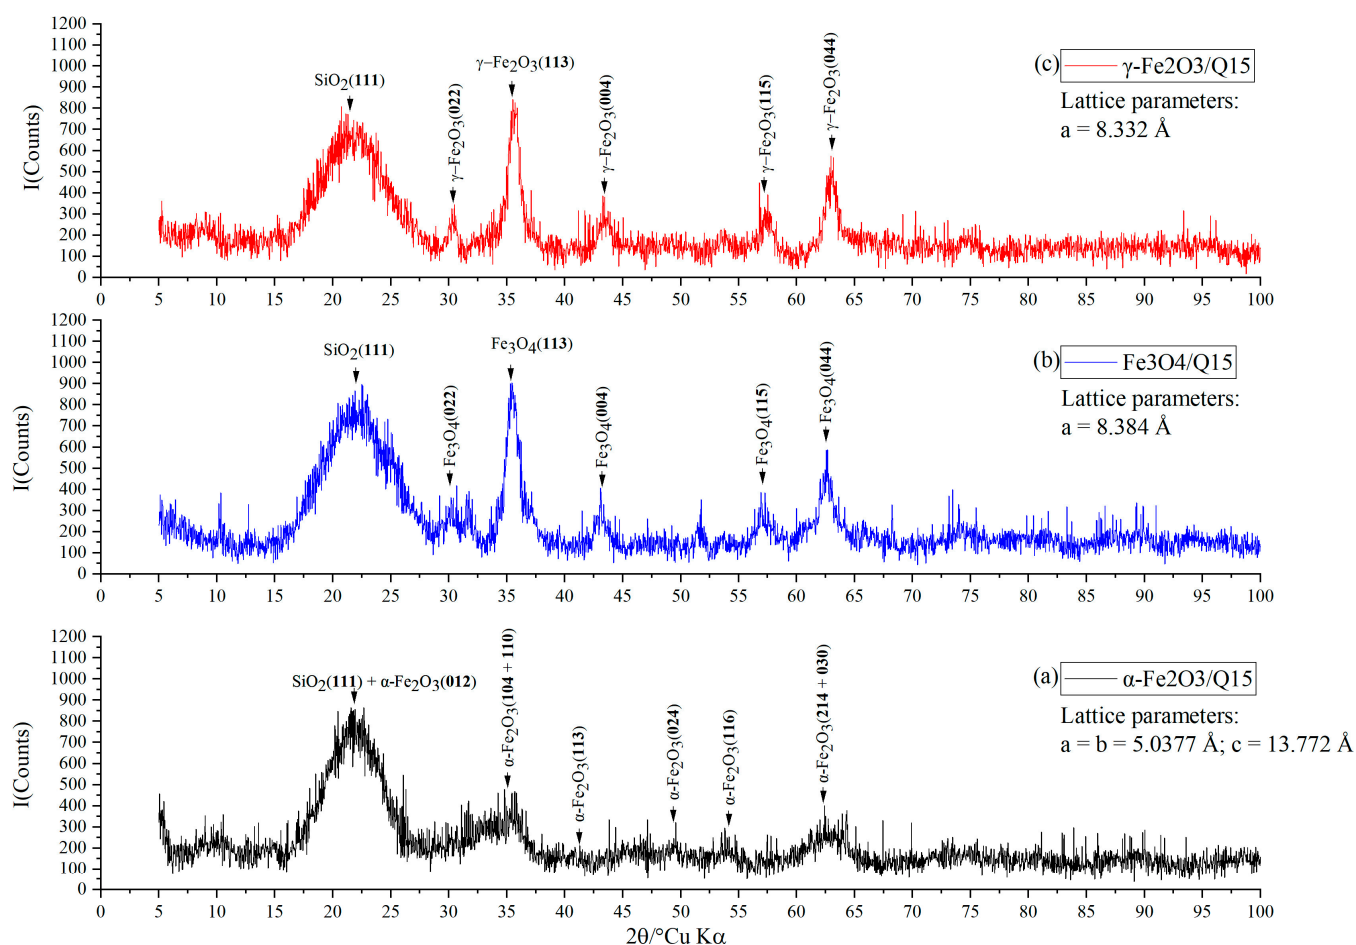 1200
1100
1000
900
800
700
600
500
400
300
200
100
0
I(Counts)
SiO2(111)
γ−Fe2O3(022)
γ−Fe2O3(113)
γ−Fe2O3(004)
γ−Fe2O3(115)
γ−Fe2O3(044)
(c)
γ-Fe2O3/Q15
Lattice parameters:
a = 8.332 Å
0 5 10 15 20 25 30 35 40 45 50 55 60 65 70 75 80 85 90 95 100
1200
1100
1000
900
800
700
600
500
400
300
200
100
0
I(Counts)
SiO2(111)
Fe3O4(022)
Fe3O4(113)
Fe3O4(004)
Fe3O4(115)
Fe3O4(044)
(b)
Fe3O4/Q15
Lattice parameters:
a = 8.384 Å
0 5 10 15 20 25 30 35 40 45 50 55 60 65 70 75 80 85 90 95 100
1200
1100
1000
900
800
700
600
500
400
300
200
100
0
I(Counts)
SiO2(111) + α-Fe2O3(012)
α-Fe2O3(104 + 110)
α-Fe2O3(113)
α-Fe2O3(024)
α-Fe2O3(116)
α-Fe2O3(214 + 030)
(a)
α-Fe2O3/Q15
Lattice parameters:
a = b = 5.0377 Å; c = 13.772 Å
0 5 10 15 20 25 30 35 40 45 50 55 60 65 70 75 80 85 90 95 100
2θ/°Cu Kα